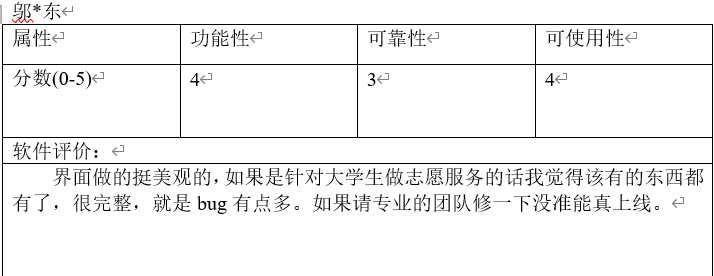 邬*东
属性 功能性 可靠性 可使用性
分数(0-5) 4 3 4
软件评价：
界面做的挺美观的，如果是针对大学生做志愿服务的话我觉得该有的东西都
有了，很完整，就是 bug 有点多。如果请专业的团队修一下没准能真上线。